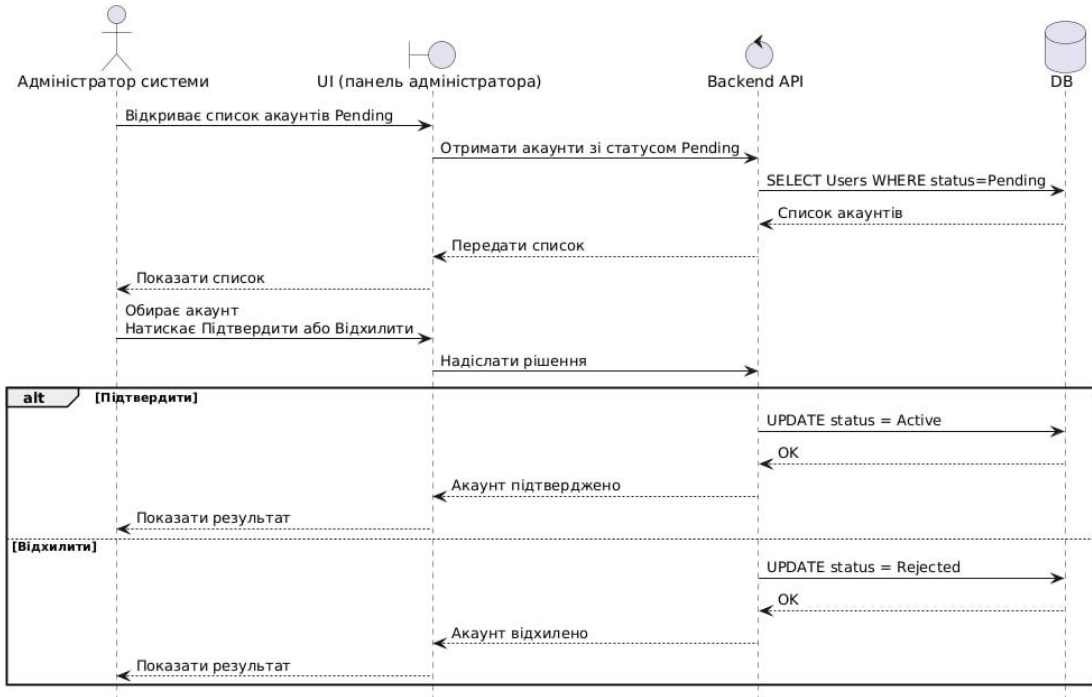 Адміністратор системи
UI (панель адміністратора)
Backend API
DB
Відкриває список акаунтів Pending
Отримати акаунти зі статусом Pending
SELECT Users WHERE status=Pending
Список акаунтів
Передати список
Показати список
Обирає акаунт
Натискає Підтвердити або Відхилити
Надіслати рішення
alt [Підтвердити]
UPDATE status = Active
OK
Акаунт підтверджено
Показати результат
[Відхилити]
UPDATE status = Rejected
OK
Акаунт відхилено
Показати результат